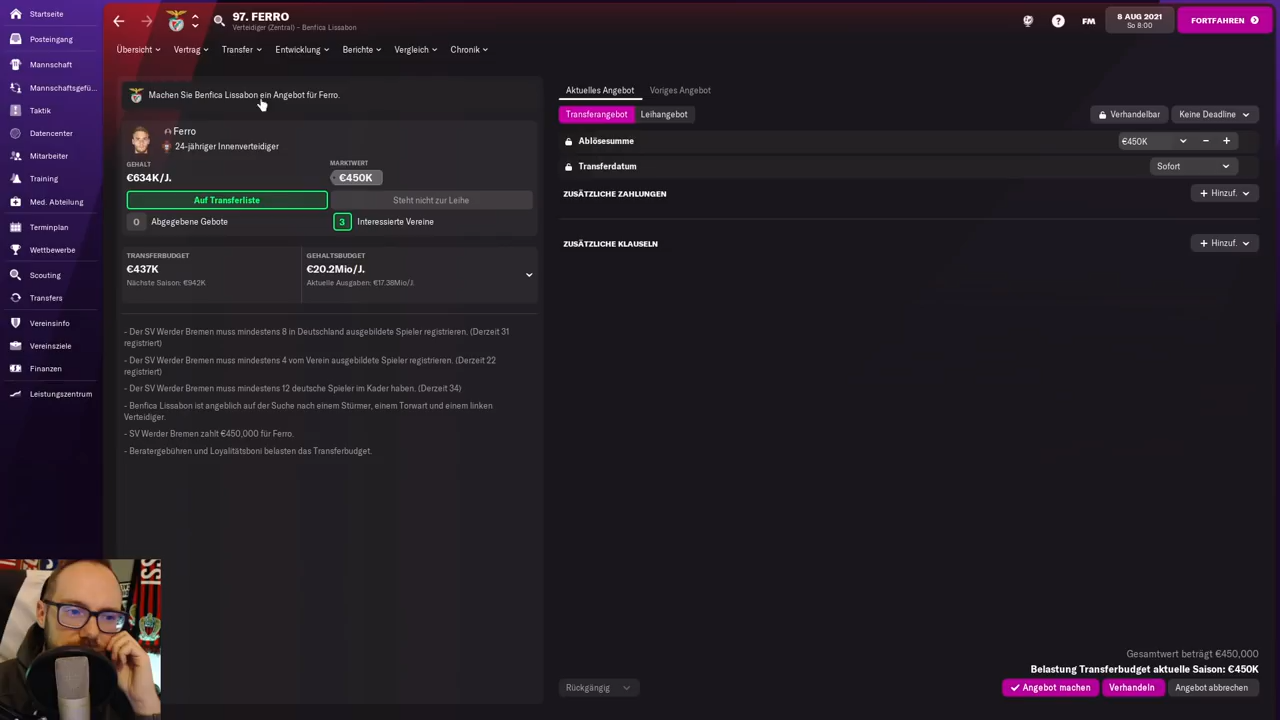 Startseite
Posteingang
Mannschaft
Mannschaftsgefü...
Taktik
Datencenter
Mitarbeiter
Training
Med. Abteilung
Terminplan
Wettbewerbe
Scouting
Transfers
Vereinsinfo
Vereinsziele
Finanzen
Leistungszentrum
97. FERRO
Verteidiger (Zentral) - Benfica Lissabon
FM
8 AUG 2021
So 8:00
FORTFAHREN
Übersicht
Vertrag
Transfer
Entwicklung
Berichte
Vergleich
Chronik
Machen Sie Benfica Lissabon ein Angebot für Ferro.
Ferro
24-jähriger Innenverteidiger
GEHALT
€634K/J.
MARKTWERT
€450K
Auf Transferliste
Steht nicht zur Leihe
0 Abgegebene Gebote
3 Interessierte Vereine
TRANSFERBUDGET
€437K
Nächste Saison: €942K
GEHALTSBUDGET
€20.2Mio/J.
Aktuelle Ausgaben: €17.38Mio/J.
- Der SV Werder Bremen muss mindestens 8 in Deutschland ausgebildete Spieler registrieren. (Derzeit 31
registriert)
- Der SV Werder Bremen muss mindestens 4 vom Verein ausgebildete Spieler registrieren. (Derzeit 22
registriert)
- Der SV Werder Bremen muss mindestens 12 deutsche Spieler im Kader haben. (Derzeit 34)
- Benfica Lissabon ist angeblich auf der Suche nach einem Stürmer, einem Torwart und einem linken
Verteidiger.
- SV Werder Bremen zahlt €450,000 für Ferro.
- Beratergebühren und Loyalitätsboni belasten das Transferbudget.
Aktuelles Angebot
Voriges Angebot
Transferangebot
Leihangebot
Verhandelbar
Keine Deadline
Ablösesumme
€450K
Transferdatum
Sofort
ZUSÄTZLICHE ZAHLUNGEN
+ Hinzuf.
ZUSÄTZLICHE KLAUSELN
+ Hinzuf.
Gesamtwert beträgt €450,000
Belastung Transferbudget aktuelle Saison: €450K
Rückgängig
Angebot machen
Verhandeln
Angebot abbrechen